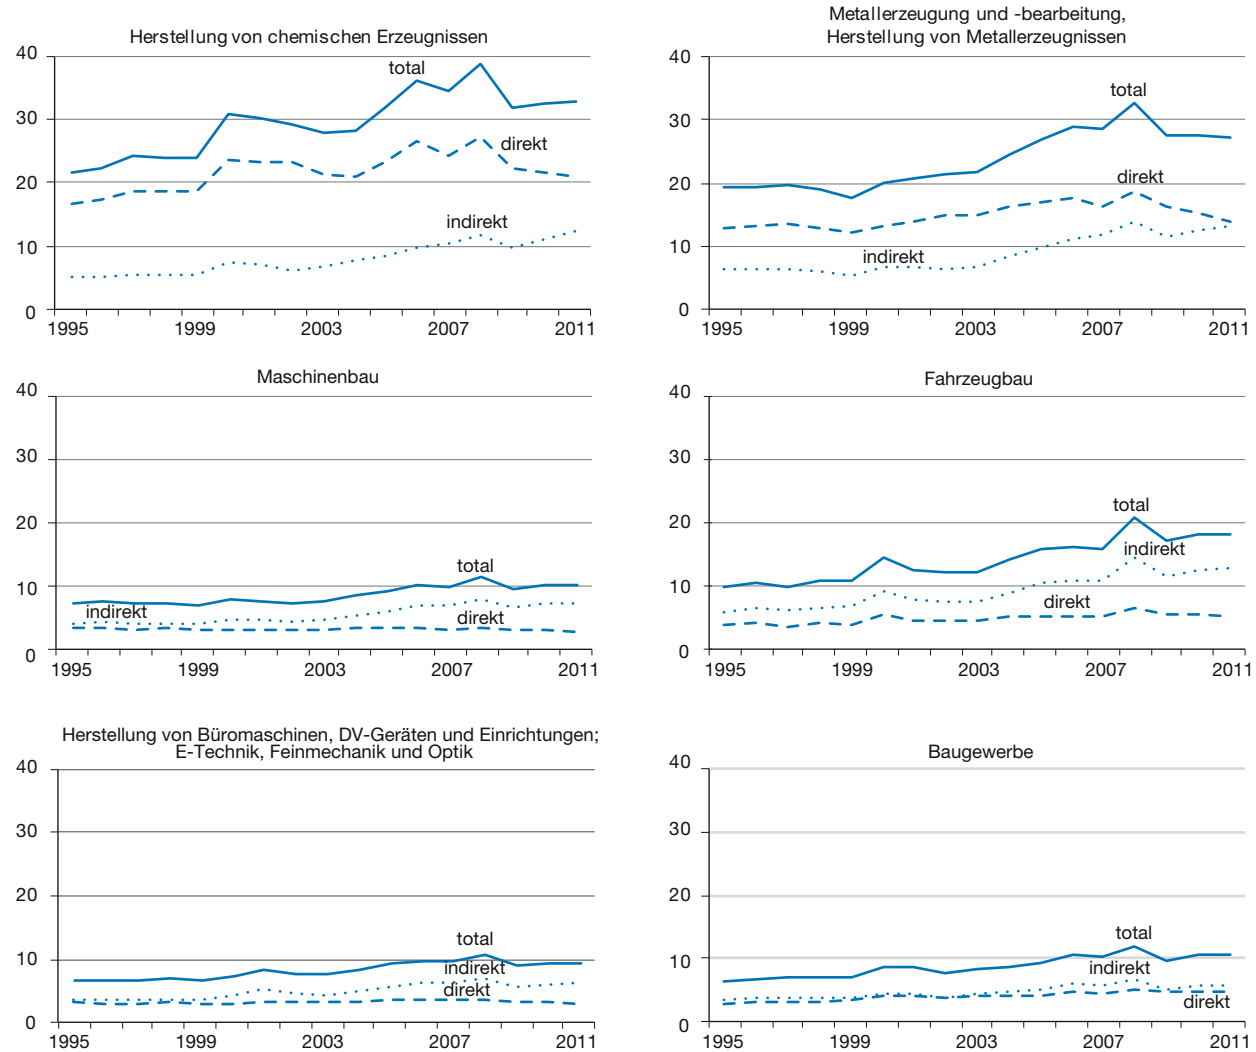 Herstellung von chemischen Erzeugnissen
40
total
30
direkt
20
indirekt
10
0
1995 1999 2003 2007 2011
Metallerzeugung und -bearbeitung,
Herstellung von Metallerzeugnissen
40
total
30
direkt
20
indirekt
10
0
1995 1999 2003 2007 2011
Maschinenbau
40
30
20
total
10
indirekt
direkt
0
1995 1999 2003 2007 2011
Fahrzeugbau
40
30
total
20
indirekt
10
direkt
0
1995 1999 2003 2007 2011
Herstellung von Büromaschinen, DV-Geräten und Einrichtungen;
E-Technik, Feinmechanik und Optik
40
30
20
total
10
indirekt
direkt
0
1995 1999 2003 2007 2011
Baugewerbe
40
30
20
total
10
indirekt
direkt
0
1995 1999 2003 2007 2011